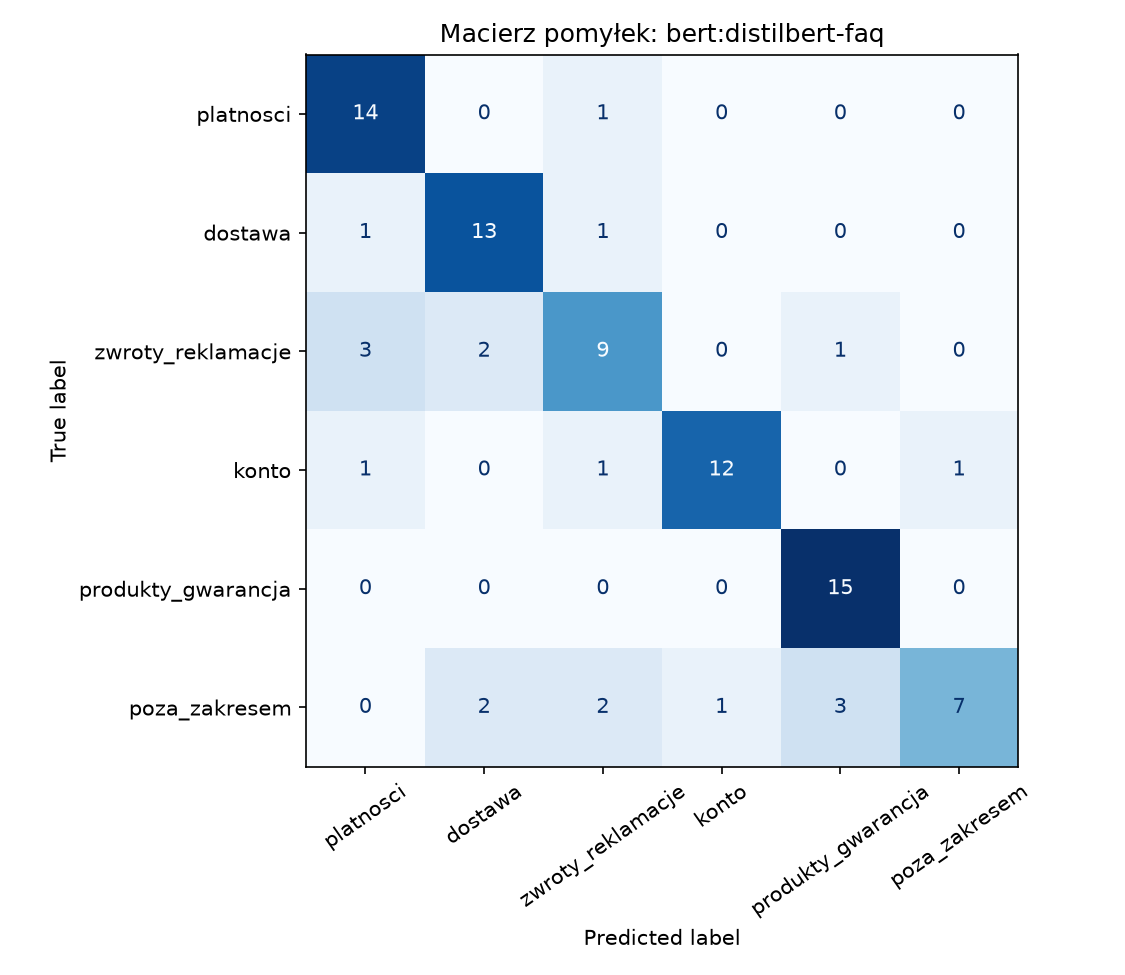 Macierz pomyłek: bert:distilbert-faq
platnosci 14 0 1 0 0 0
dostawa 1 13 1 0 0 0
zwroty_reklamacje 3 2 9 0 1 0
konto 1 0 1 12 0 1
produkty_gwarancja 0 0 0 0 15 0
poza_zakresem 0 2 2 1 3 7
True label
platnosci dostawa zwroty_reklamacje konto produkty_gwarancja poza_zakresem
Predicted label